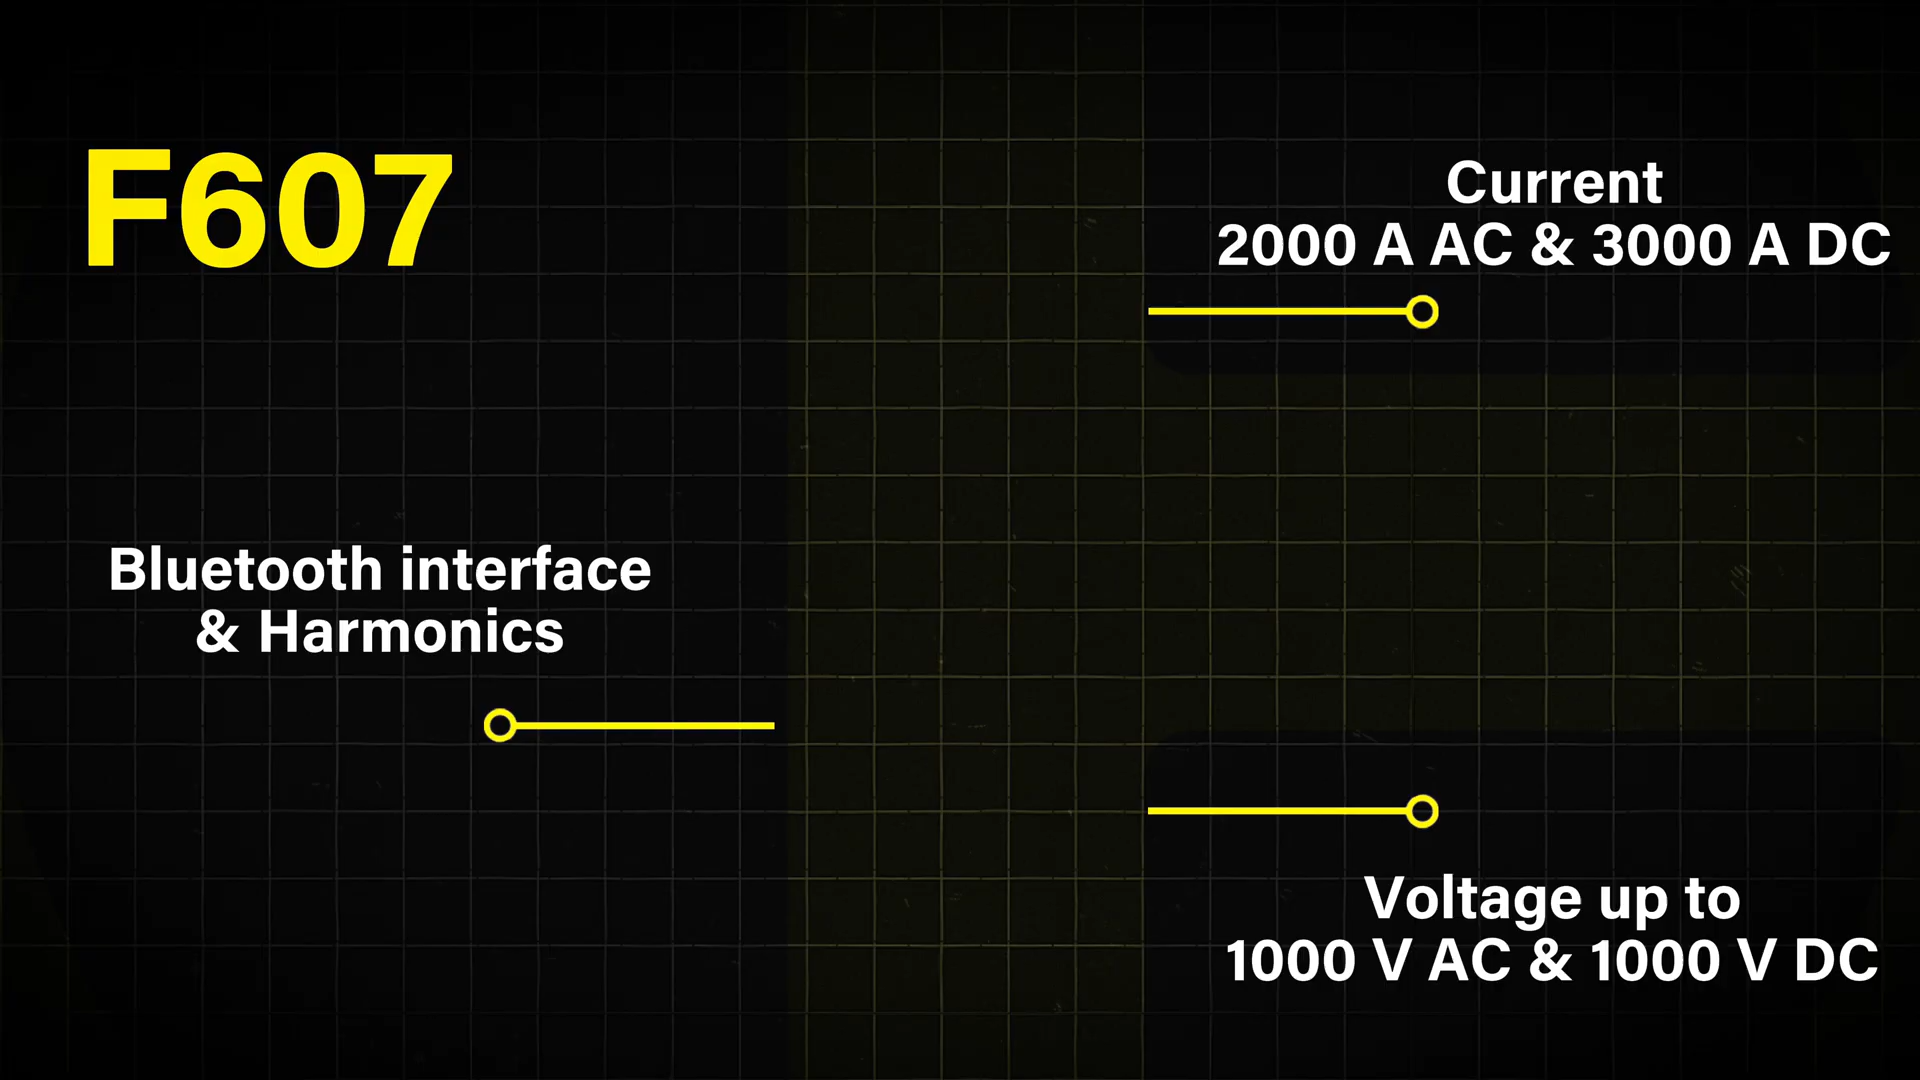 F607
Current
2000 A AC & 3000 A DC
Bluetooth interface
& Harmonics
Voltage up to
1000 V AC & 1000 V DC